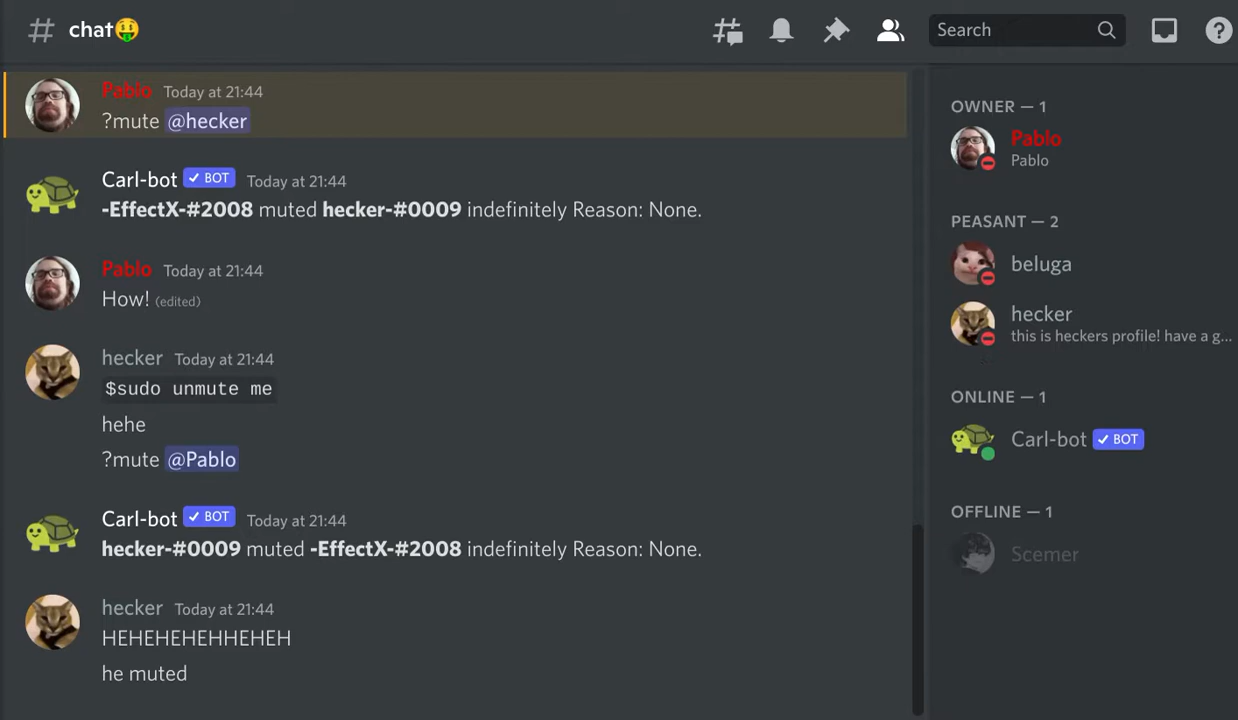 chat🤑
Search
Pablo Today at 21:44
?mute @hecker
Carl-bot ✓ BOT Today at 21:44
-EffectX-#2008 muted hecker-#0009 indefinitely Reason: None.
Pablo Today at 21:44
How! (edited)
hecker Today at 21:44
$sudo unmute me
hehe
?mute @Pablo
Carl-bot ✓ BOT Today at 21:44
hecker-#0009 muted -EffectX-#2008 indefinitely Reason: None.
hecker Today at 21:44
HEHEHEHEHHEHEH
he muted
OWNER — 1
Pablo
Pablo
PEASANT — 2
beluga
hecker
this is heckers profile! have a g...
ONLINE — 1
Carl-bot ✓ BOT
OFFLINE — 1
Scemer